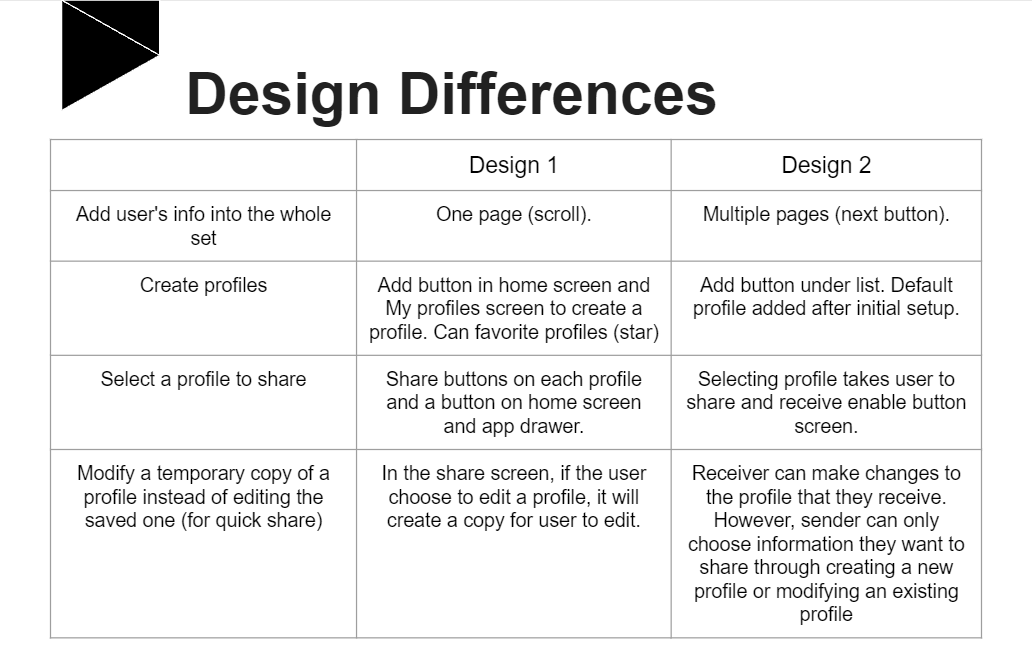 Design Differences
Design 1
Design 2
Add user's info into the whole
set
One page (scroll).
Multiple pages (next button).
Create profiles
Add button in home screen and
My profiles screen to create a
profile. Can favorite profiles (star)
Add button under list. Default
profile added after initial setup.
Select a profile to share
Share buttons on each profile
and a button on home screen
and app drawer.
Selecting profile takes user to
share and receive enable button
screen.
Modify a temporary copy of a
profile instead of editing the
saved one (for quick share)
In the share screen, if the user
choose to edit a profile, it will
create a copy for user to edit.
Receiver can make changes to
the profile that they receive.
However, sender can only
choose information they want to
share through creating a new
profile or modifying an existing
profile